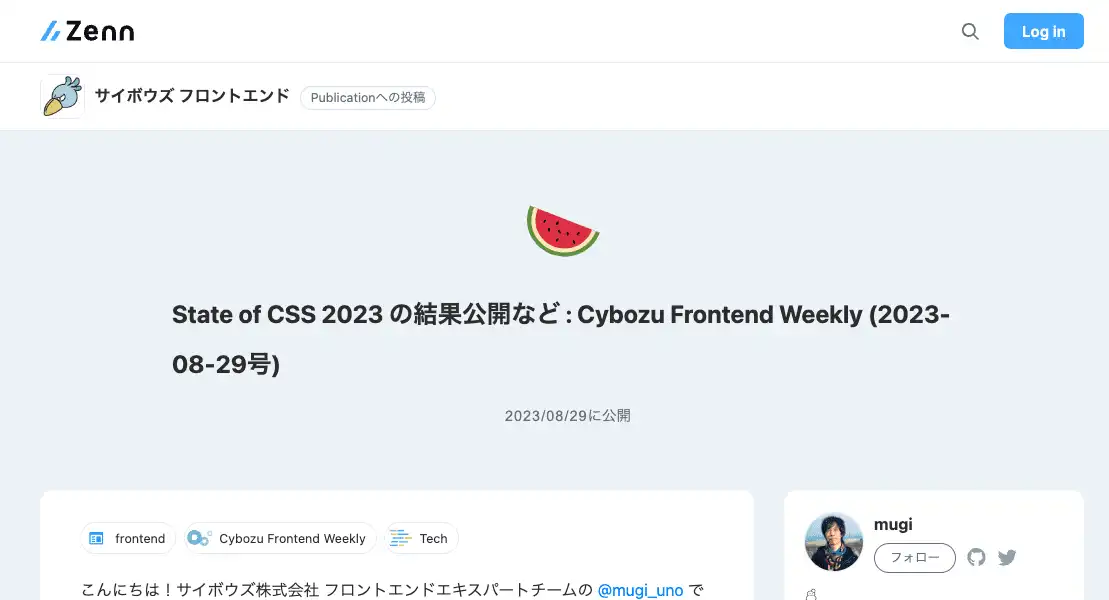 Zenn
Log in
サイボウズ フロントエンド
Publicationへの投稿
State of CSS 2023 の結果公開など : Cybozu Frontend Weekly (2023-
08-29号)
2023/08/29に公開
frontend
Cybozu Frontend Weekly
Tech
こんにちは！サイボウズ株式会社 フロントエンドエキスパートチームの @mugi_uno で
mugi
フォロー